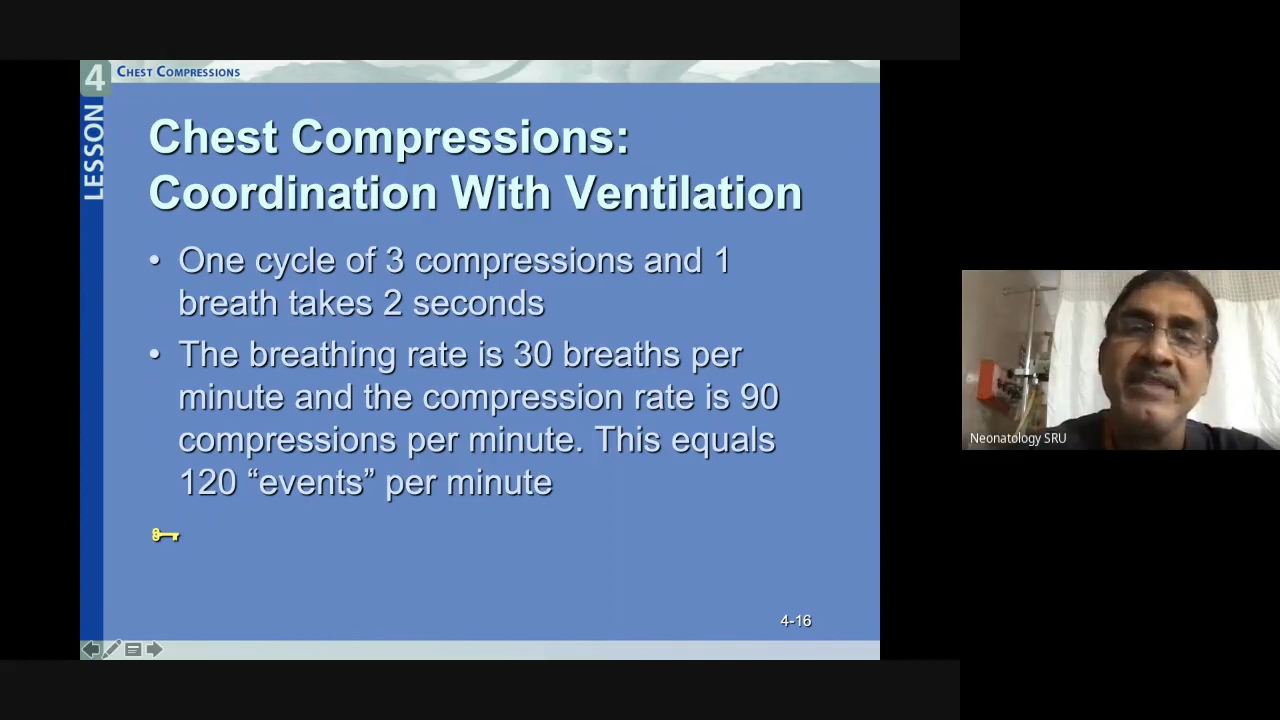 4 CHEST COMPRESSIONS
LESSON
Chest Compressions:
Coordination With Ventilation
• One cycle of 3 compressions and 1
breath takes 2 seconds
• The breathing rate is 30 breaths per
minute and the compression rate is 90
compressions per minute. This equals
120 “events” per minute
4-16
Neonatology SRU